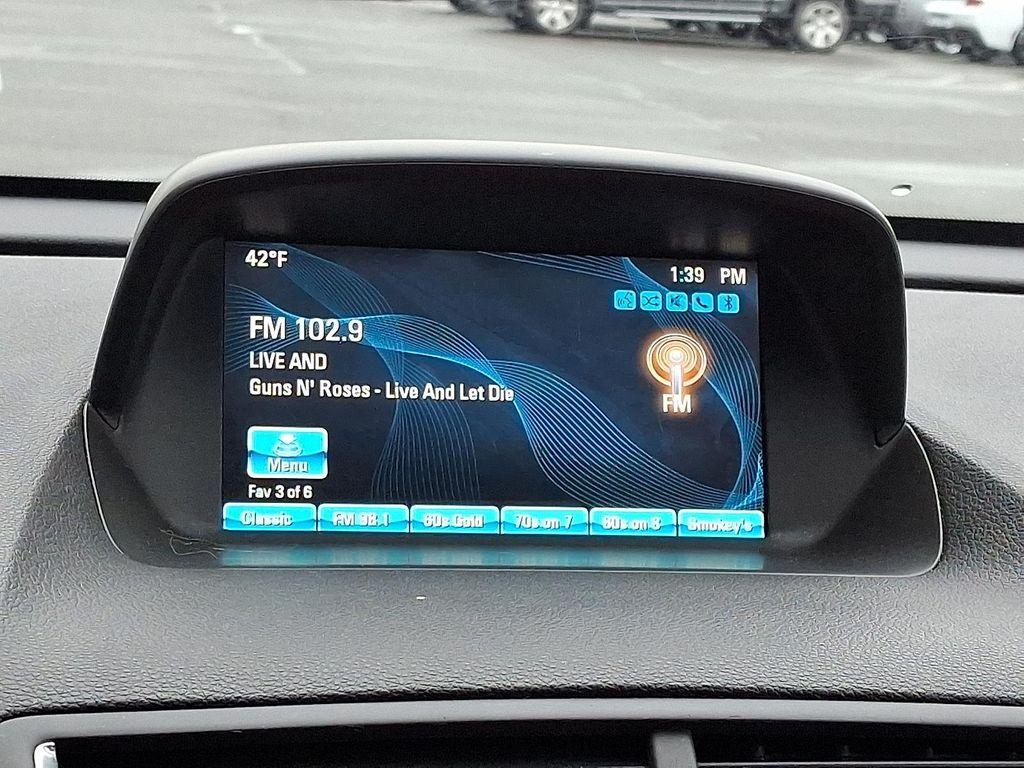 42°F
1:39 PM
FM 102.9
LIVE AND
Guns N' Roses - Live And Let Die
FM
Menu
Fav 3 of 6
Classic FM 98.1 60s Gold 70s on 7 80s on 8 Smokey's